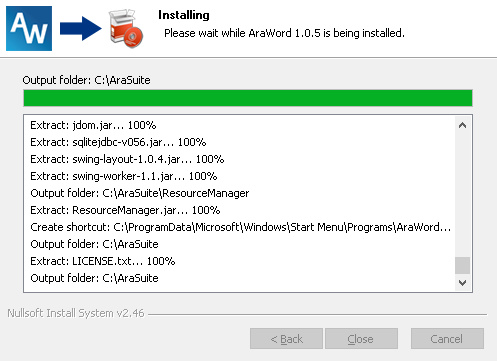 AW
Installing
Please wait while AraWord 1.0.5 is being installed.
Output folder: C:\AraSuite
Extract: jdom.jar... 100%
Extract: sqlitejdbc-v056.jar... 100%
Extract: swing-layout-1.0.4.jar... 100%
Extract: swing-worker-1.1.jar... 100%
Output folder: C:\AraSuite\ResourceManager
Extract: ResourceManager.jar... 100%
Create shortcut: C:\ProgramData\Microsoft\Windows\Start Menu\Programs\AraWord...
Output folder: C:\AraSuite
Extract: LICENSE.txt... 100%
Output folder: C:\AraSuite
Nullsoft Install System v2.46
< Back
Close
Cancel